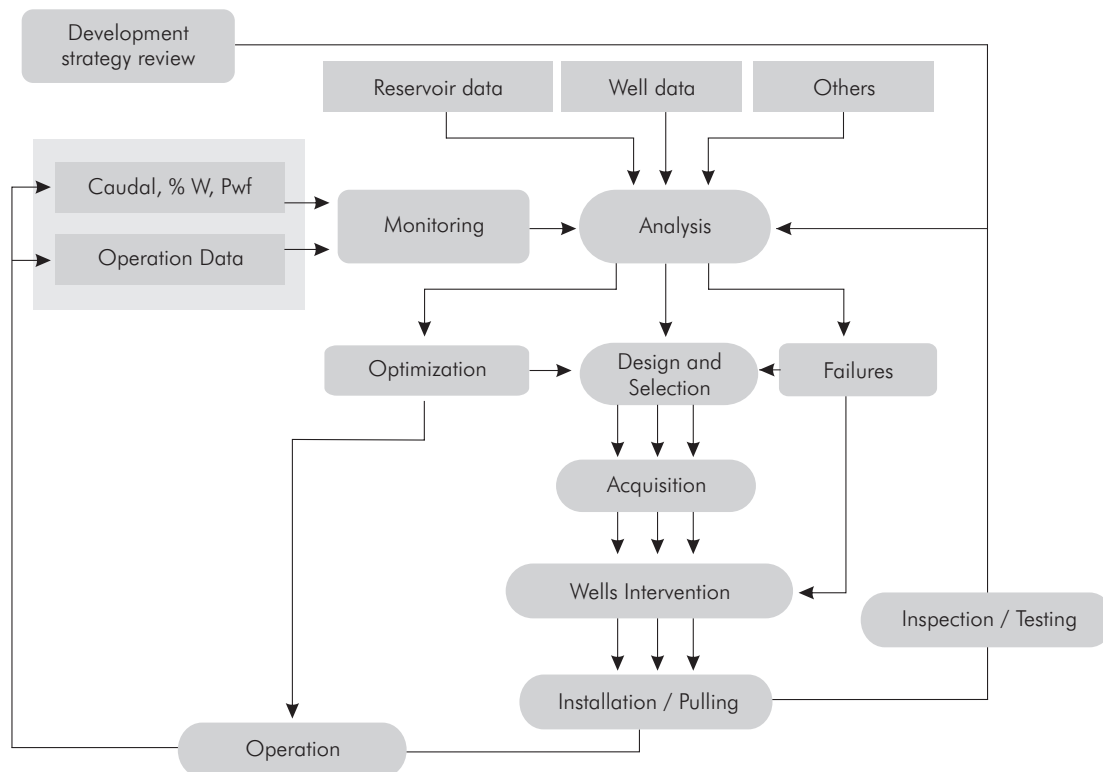 Development
strategy review
Reservoir data
Well data
Others
Caudal, % W, Pwf
Operation Data
Monitoring
Analysis
Optimization
Design and
Selection
Failures
Acquisition
Wells Intervention
Inspection / Testing
Installation / Pulling
Operation